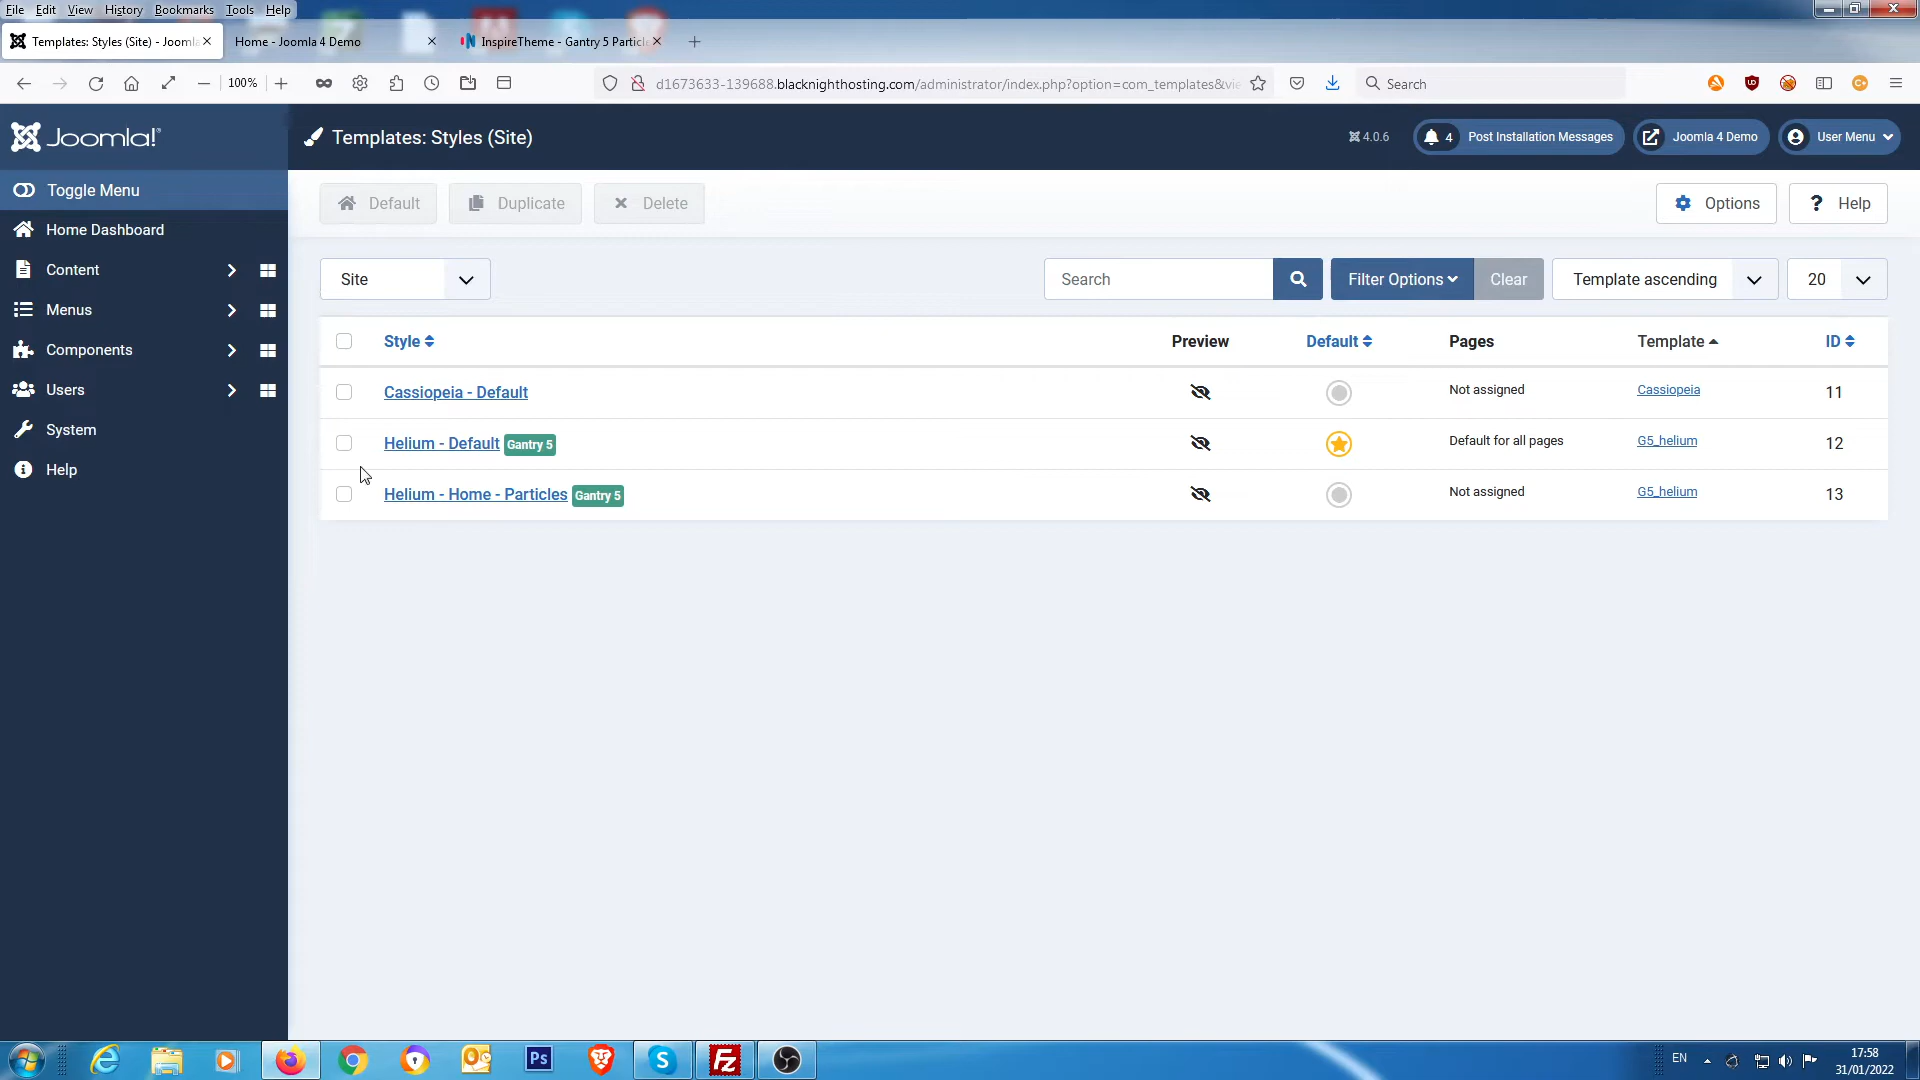 File Edit View History Bookmarks Tools Help
Templates: Styles (Site) - Jooml
Home - Joomla 4 Demo
InspireTheme - Gantry 5 Particl
100%
d1673633-139688.blacknighthosting.com/administrator/index.php?option=com_templates&vie
Search
Joomla!
Templates: Styles (Site)
4.0.6
4 Post Installation Messages
Joomla 4 Demo
User Menu
Toggle Menu
Home Dashboard
Content
Menus
Components
Users
System
Help
Default
Duplicate
Delete
Options
? Help
Site
Search
Filter Options
Clear
Template ascending
20
Style Preview Default Pages Template ID
Cassiopeia - Default Not assigned Cassiopeia 11
Helium - Default Gantry 5 Default for all pages G5_helium 12
Helium - Home - Particles Gantry 5 Not assigned G5_helium 13
Ps
S
Fz
EN
17:58
31/01/2022